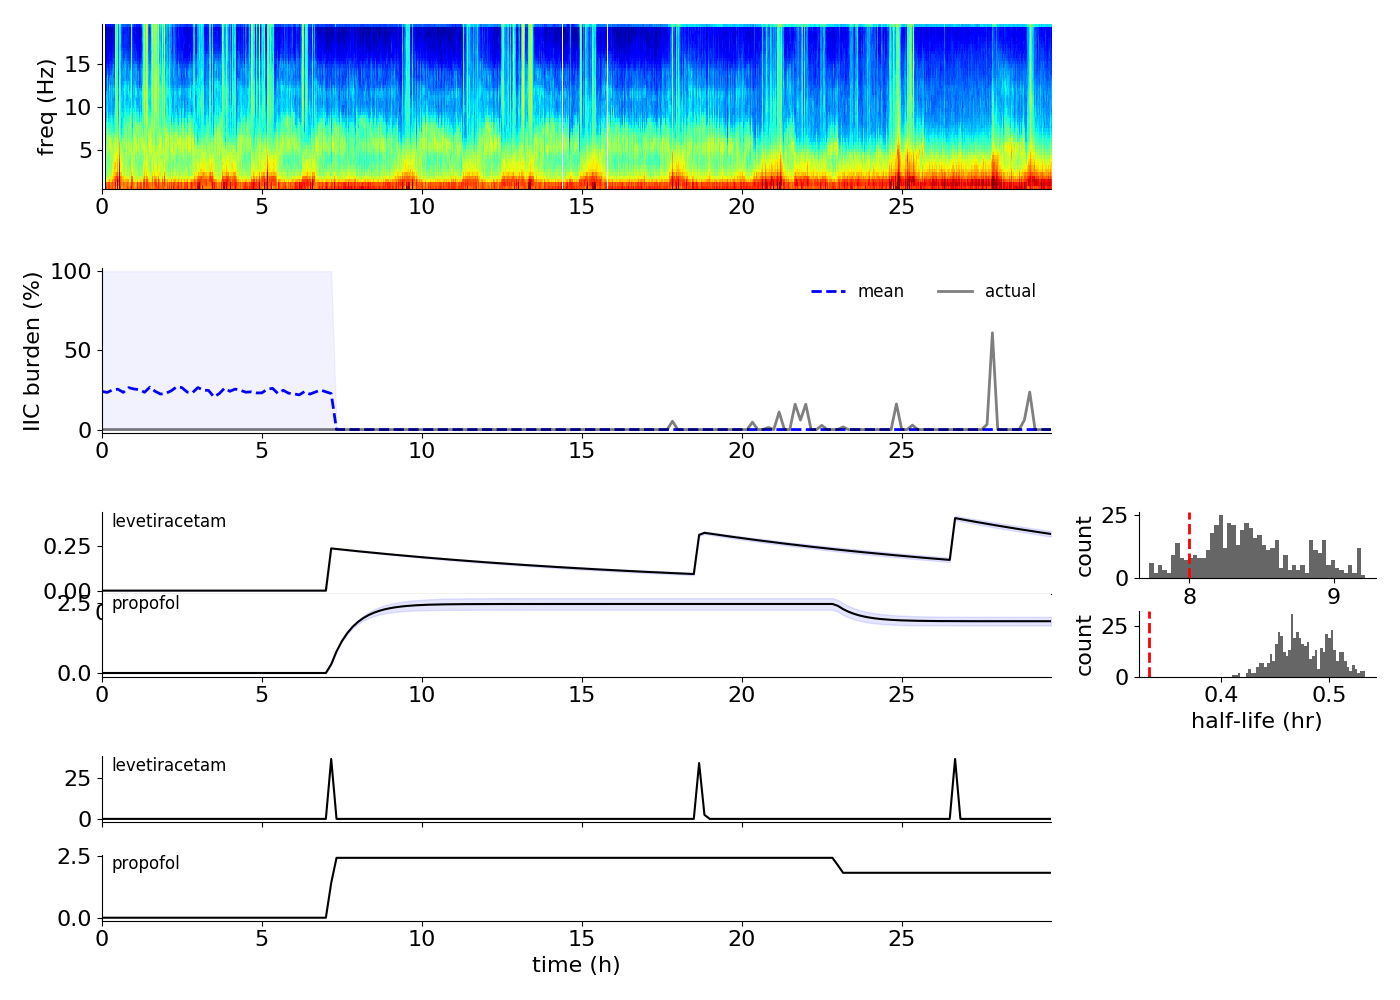 freq (Hz)
15
10
5
0 5 10 15 20 25
IIC burden (%)
100
50
0
mean actual
0 5 10 15 20 25
levetiracetam
0.25
0.00
0
propofol
2.5
0.0
0 5 10 15 20 25
count
25
0
8 9
count
25
0
0.4 0.5
half-life (hr)
levetiracetam
25
0
propofol
2.5
0.0
0 5 10 15 20 25
time (h)